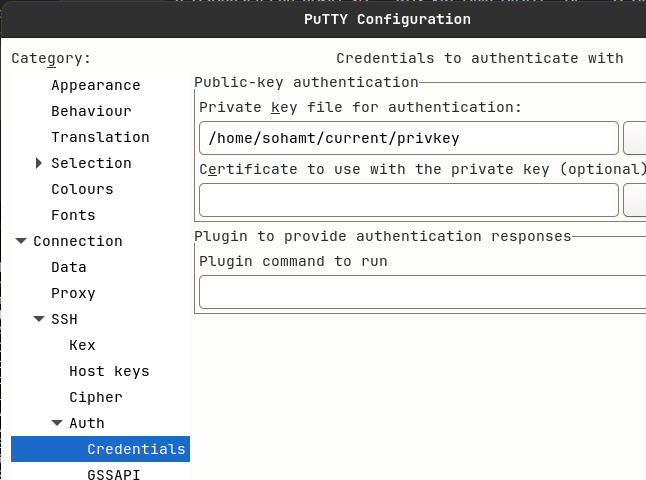 PuTTY Configuration
Category:
Credentials to authenticate with
Appearance
Behaviour
Translation
Selection
Colours
Fonts
Connection
Data
Proxy
SSH
Kex
Host keys
Cipher
Auth
Credentials
GSSAPI
Public-key authentication
Private key file for authentication:
/home/sohamt/current/privkey
Certificate to use with the private key (optional)
Plugin to provide authentication responses
Plugin command to run